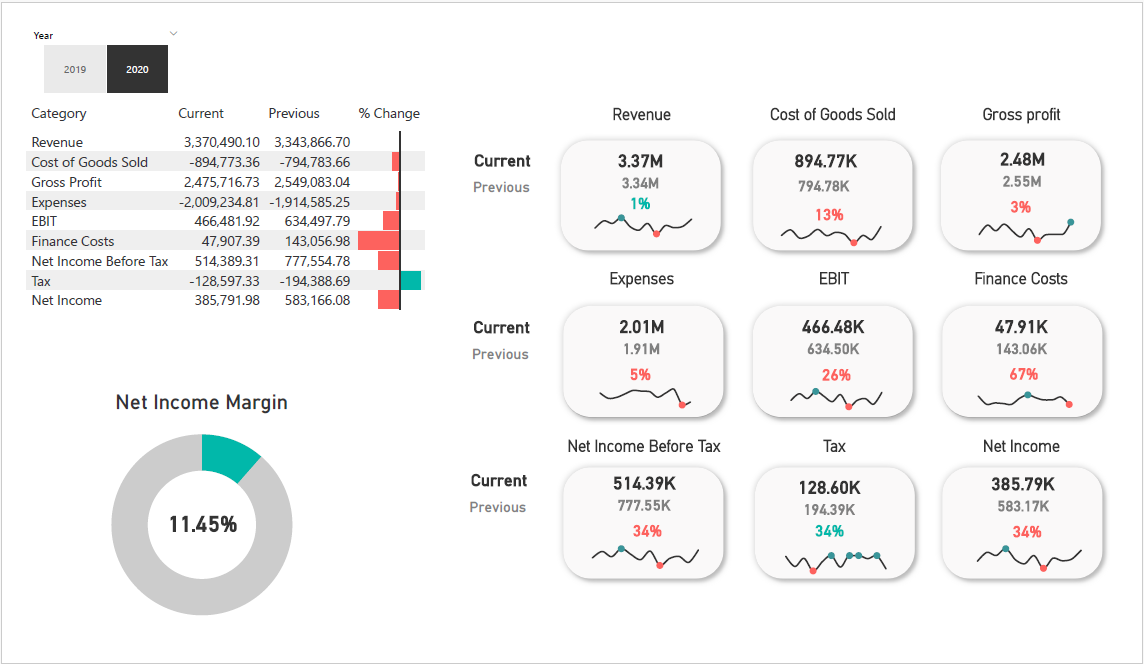 Year
2019 2020
Category Current Previous % Change
Revenue 3,370,490.10 3,343,866.70
Cost of Goods Sold -894,773.36 -794,783.66
Gross Profit 2,475,716.73 2,549,083.04
Expenses -2,009,234.81 -1,914,585.25
EBIT 466,481.92 634,497.79
Finance Costs 47,907.39 143,056.98
Net Income Before Tax 514,389.31 777,554.78
Tax -128,597.33 -194,388.69
Net Income 385,791.98 583,166.08
Net Income Margin
11.45%
Revenue Cost of Goods Sold Gross profit
Current 3.37M 894.77K 2.48M
Previous 3.34M 794.78K 2.55M
1% 13% 3%
Expenses EBIT Finance Costs
Current 2.01M 466.48K 47.91K
Previous 1.91M 634.50K 143.06K
5% 26% 67%
Net Income Before Tax Tax Net Income
Current 514.39K 128.60K 385.79K
Previous 777.55K 194.39K 583.17K
34% 34% 34%